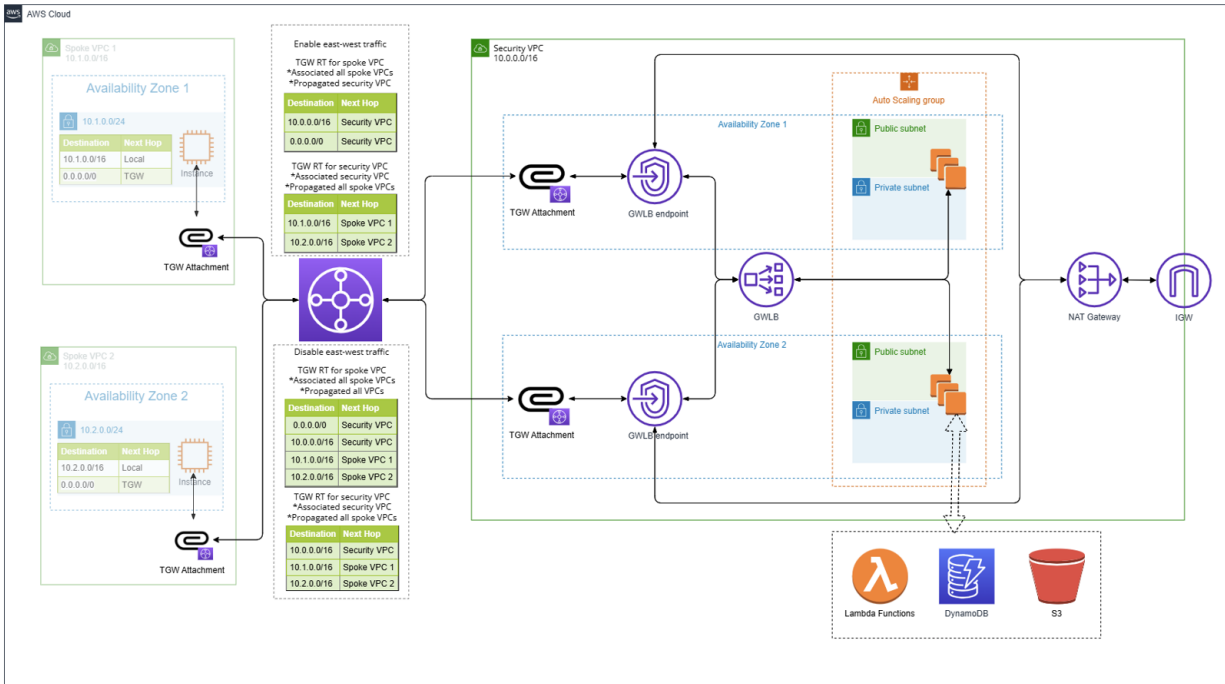 aws
AWS Cloud
Spoke VPC 1
10.1.0.0/16
Availability Zone 1
10.1.0.0/24
Destination Next Hop
10.1.0.0/16 Local
0.0.0.0/0 TGW
Instance
TGW Attachment
Spoke VPC 2
10.2.0.0/16
Availability Zone 2
10.2.0.0/24
Destination Next Hop
10.2.0.0/16 Local
0.0.0.0/0 TGW
Instance
TGW Attachment
Enable east-west traffic
TGW RT for spoke VPC
*Associated all spoke VPCs
*Propagated security VPC
Destination Next Hop
10.0.0.0/16 Security VPC
0.0.0.0/0 Security VPC
TGW RT for security VPC
*Associated security VPC
*Propagated all spoke VPCs
Destination Next Hop
10.1.0.0/16 Spoke VPC 1
10.2.0.0/16 Spoke VPC 2
Disable east-west traffic
TGW RT for spoke VPC
*Associated all spoke VPCs
*Propagated all VPCs
Destination Next Hop
0.0.0.0/0 Security VPC
10.0.0.0/16 Security VPC
10.1.0.0/16 Spoke VPC 1
10.2.0.0/16 Spoke VPC 2
TGW RT for security VPC
*Associated security VPC
*Propagated all spoke VPCs
Destination Next Hop
10.0.0.0/16 Security VPC
10.1.0.0/16 Spoke VPC 1
10.2.0.0/16 Spoke VPC 2
Security VPC
10.0.0.0/16
Availability Zone 1
TGW Attachment
GWLB endpoint
Auto Scaling group
Public subnet
Private subnet
GWLB
NAT Gateway
IGW
Availability Zone 2
TGW Attachment
GWLB endpoint
Public subnet
Private subnet
Lambda Functions
DynamoDB
S3